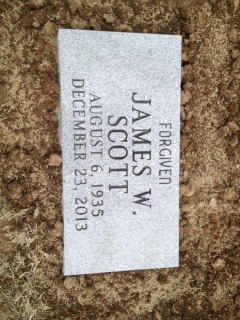 FORGIVEN
JAMES W.
SCOTT
AUGUST 6, 1935
DECEMBER 23, 2013